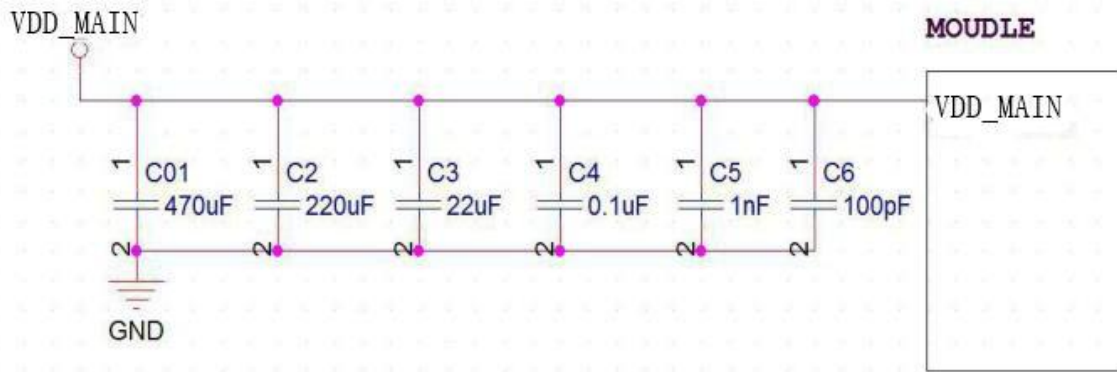 VDD_MAIN
MOUDLE
VDD_MAIN
1 C01 1 C2 1 C3 1 C4 1 C5 1 C6
470uF 220uF 22uF 0.1uF 1nF 100pF
2 2 2 2 2 2
GND